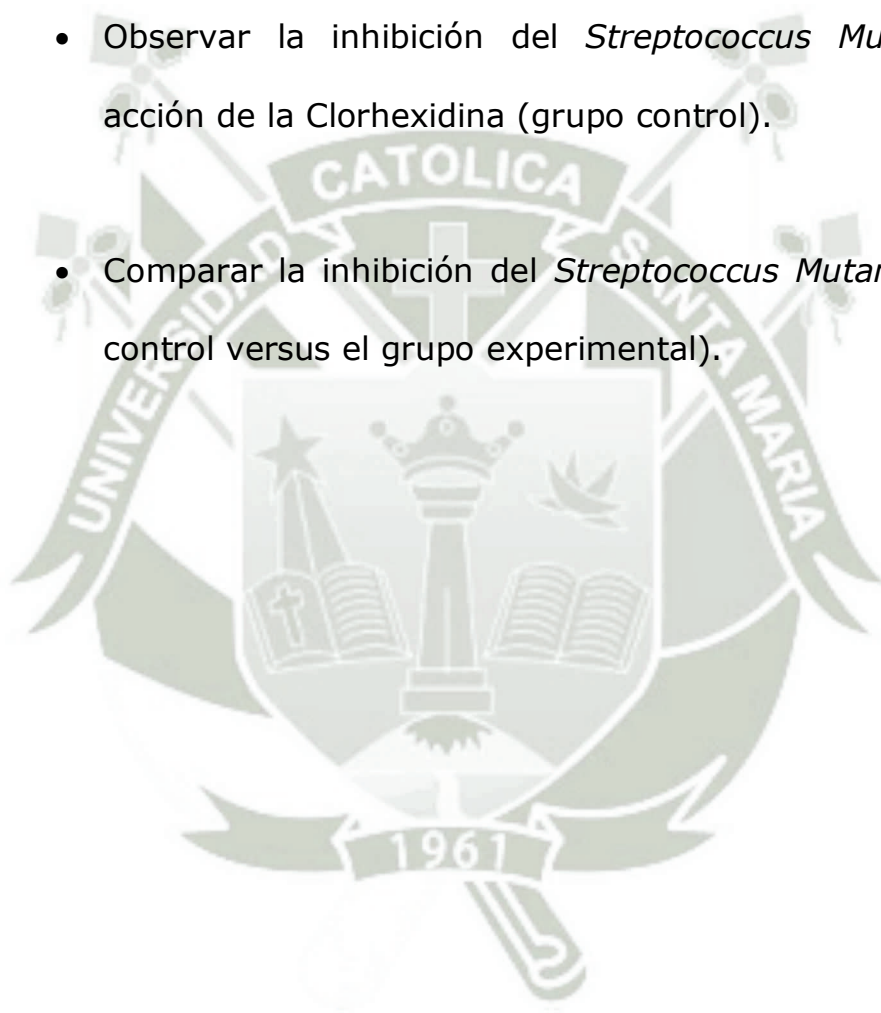 • Observar la inhibición del Streptococcus Mu
acción de la Clorhexidina (grupo control).
• Comparar la inhibición del Streptococcus Mutar
control versus el grupo experimental).
UNIVERSIDAD CATOLICA SANTA MARIA
1961